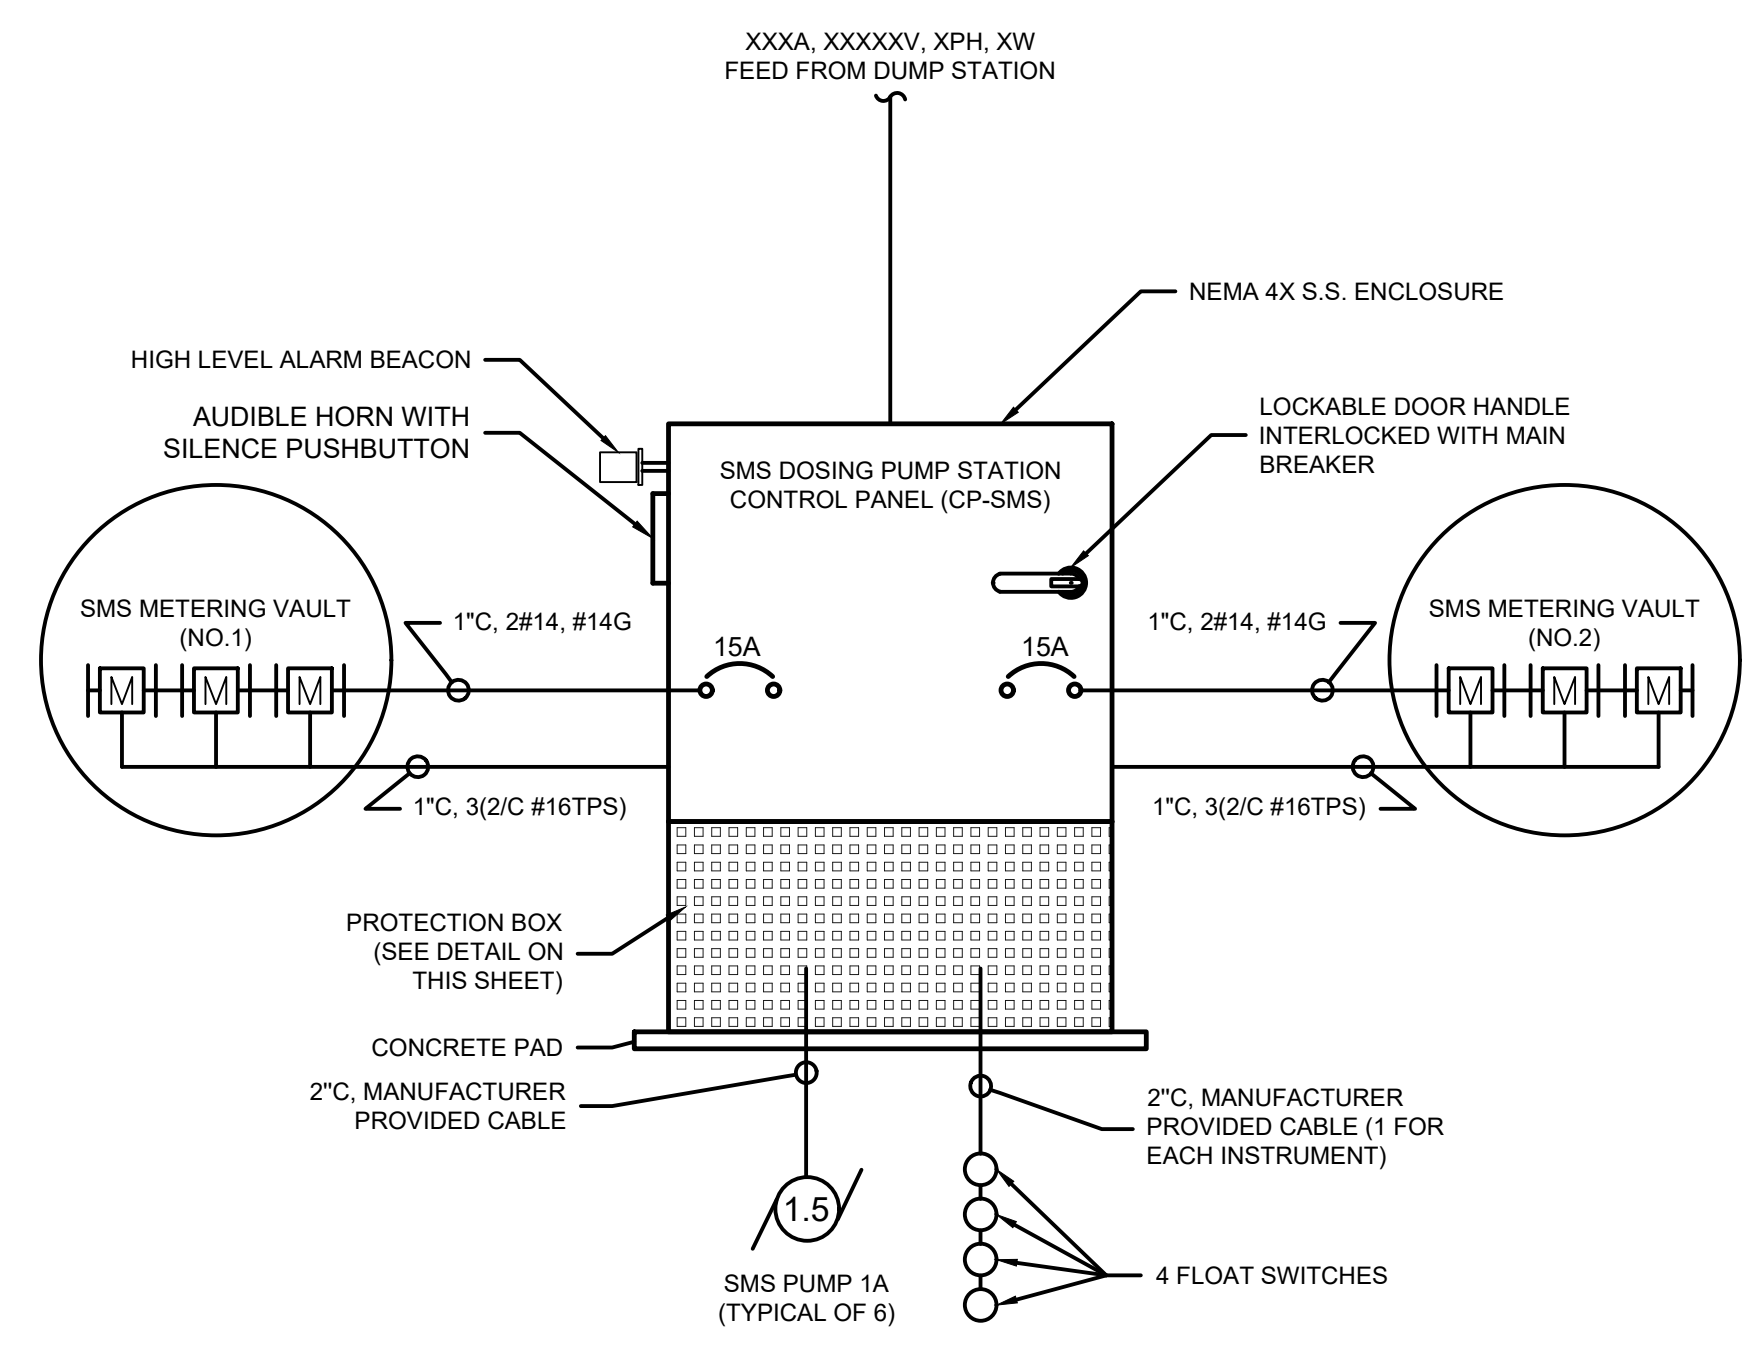 XXXA, XXXXXV, XPH, XW
FEED FROM DUMP STATION
NEMA 4X S.S. ENCLOSURE
HIGH LEVEL ALARM BEACON
AUDIBLE HORN WITH
SILENCE PUSHBUTTON
LOCKABLE DOOR HANDLE
INTERLOCKED WITH MAIN
BREAKER
SMS DOSING PUMP STATION
CONTROL PANEL (CP-SMS)
SMS METERING VAULT
(NO.1)
M
M
M
1"C, 2#14, #14G
15A
15A
1"C, 2#14, #14G
SMS METERING VAULT
(NO.2)
M
M
M
1"C, 3(2/C #16TPS)
1"C, 3(2/C #16TPS)
PROTECTION BOX
(SEE DETAIL ON
THIS SHEET)
CONCRETE PAD
2"C, MANUFACTURER
PROVIDED CABLE
2"C, MANUFACTURER
PROVIDED CABLE (1 FOR
EACH INSTRUMENT)
1.5
SMS PUMP 1A
(TYPICAL OF 6)
4 FLOAT SWITCHES